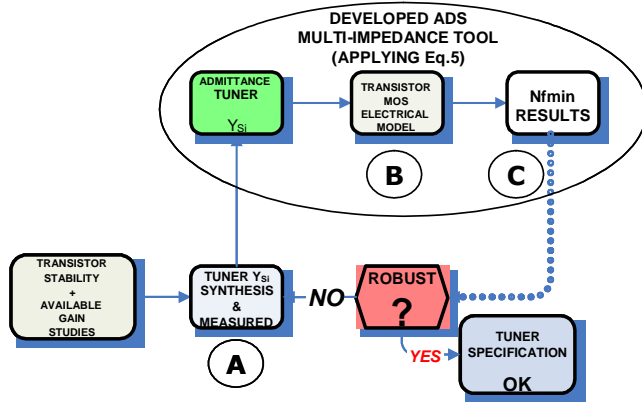 DEVELOPED ADS
MULTI-IMPEDANCE TOOL
(APPLYING Eq.5)
ADMITTANCE
TUNER
YSi
TRANSISTOR
MOS
ELECTRICAL
MODEL
Nfmin
RESULTS
B
C
TRANSISTOR
STABILITY
+
AVAILABLE
GAIN
STUDIES
TUNER YSi
SYNTHESIS
&
MEASURED
A
NO
ROBUST
?
YES
TUNER
SPECIFICATION
OK